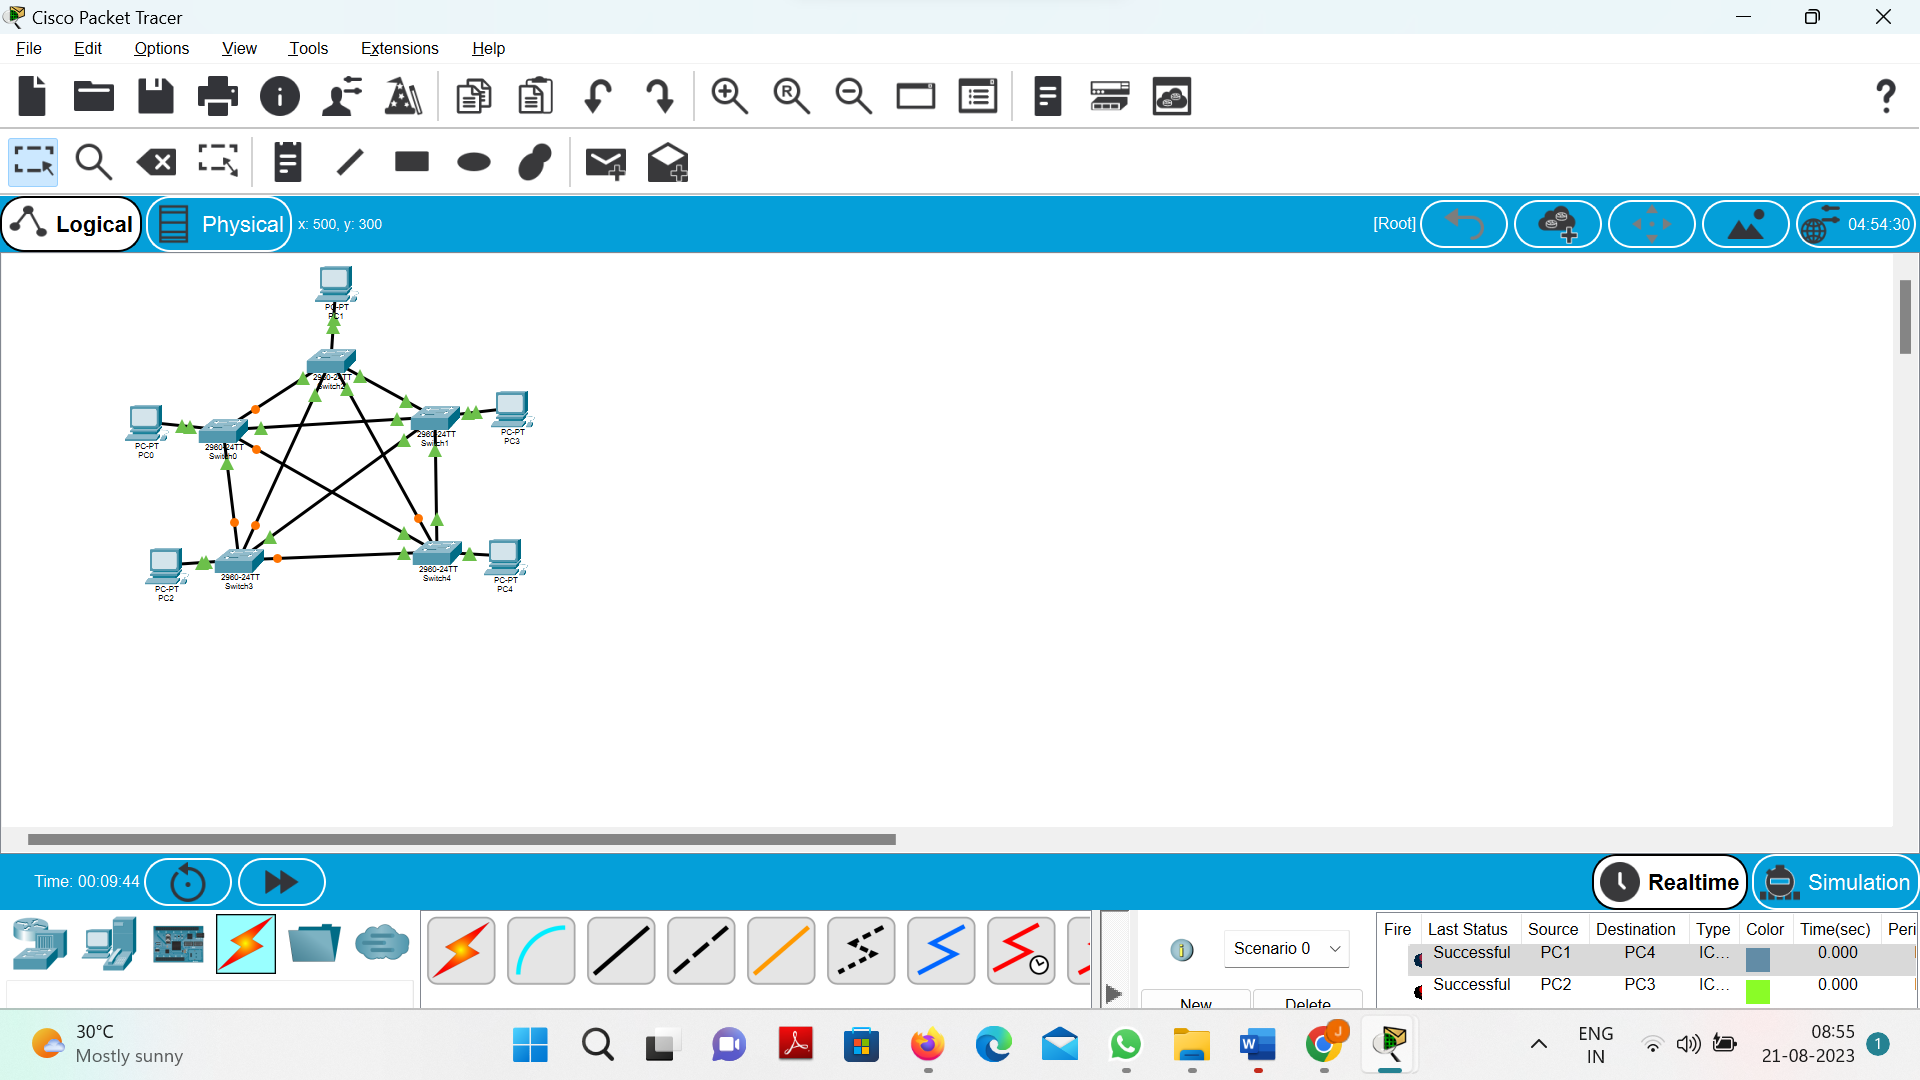 Cisco Packet Tracer
File Edit Options View Tools Extensions Help
Logical Physical x: 500, y: 300 [Root] 04:54:30
PC-PT
PC1
2960-24TT
Switch2
PC-PT
PC0
2960-24TT
Switch0
2960-24TT
Switch1
PC-PT
PC3
PC-PT
PC2
2960-24TT
Switch3
2960-24TT
Switch4
PC-PT
PC4
Time: 00:09:44 Realtime Simulation
Scenario 0
New Delete
Fire Last Status Source Destination Type Color Time(sec) Peri
Successful PC1 PC4 IC... 0.000
Successful PC2 PC3 IC... 0.000
30°C
Mostly sunny
ENG
IN
08:55
21-08-2023
1